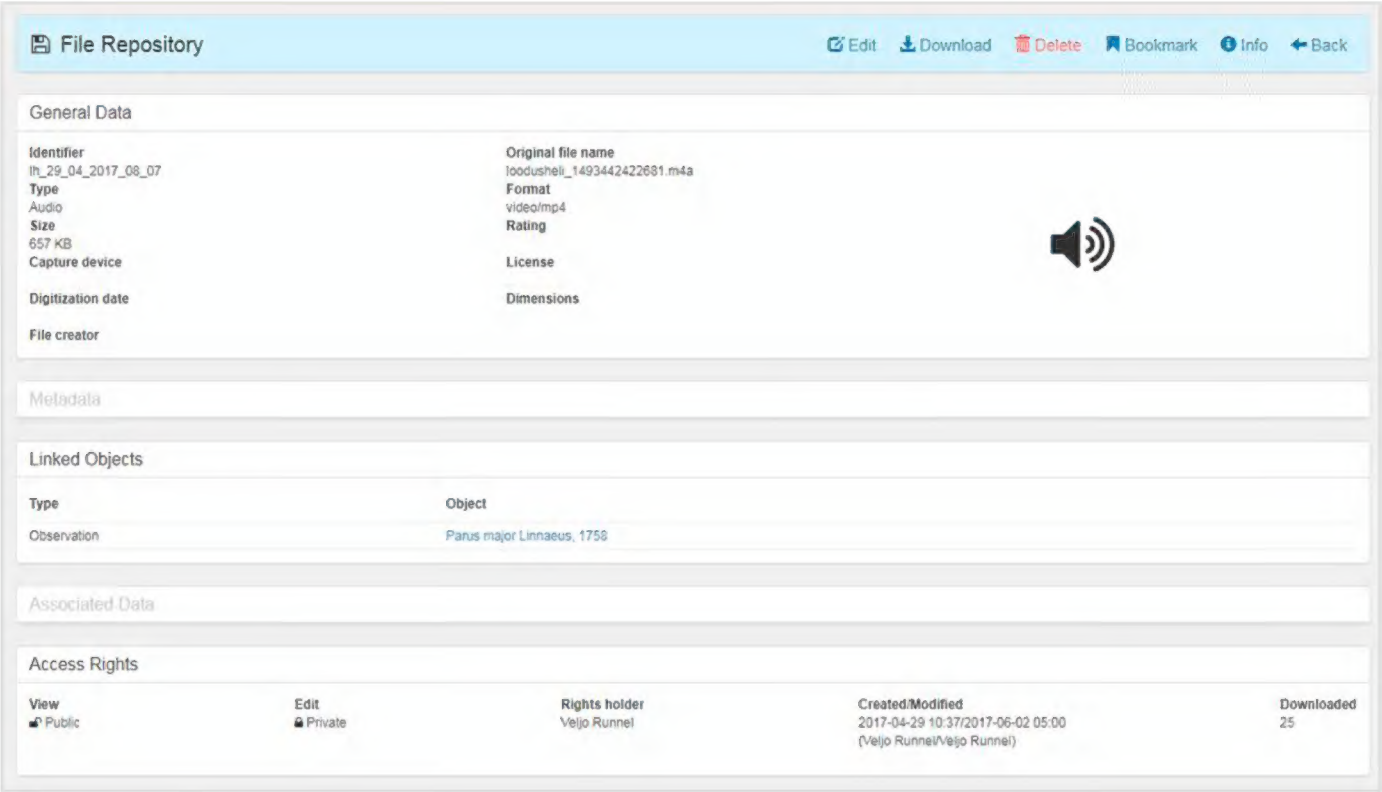 File Repository
Edit Download Delete Bookmark Info Back
General Data
Identifier Original file name
lh_29_04_2017_08_07 loodusheli_1493442422681.m4a
Type Format
Audio video/mp4
Size Rating
657 KB
Capture device License
Digitization date Dimensions
File creator
Metadata
Linked Objects
Type Object
Observation Parus major Linnaeus, 1758
Associated Data
Access Rights
View Edit Rights holder Created/Modified Downloaded
Public Private Veljo Runnel 2017-04-29 10:37/2017-06-02 05:00 25
(Veljo Runnel/Veljo Runnel)